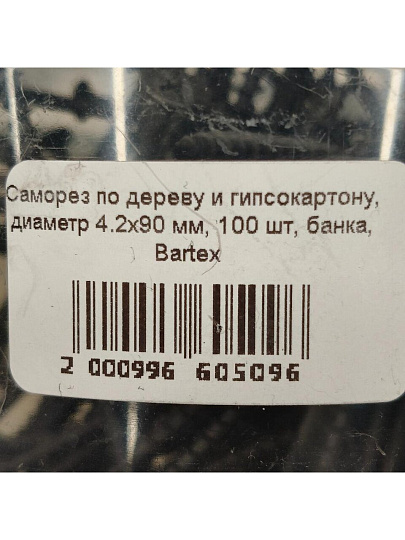 Саморез по дереву и гипсокартону,
диаметр 4.2х90 мм, 100 шт, банка,
Bartex
2 000996 605096